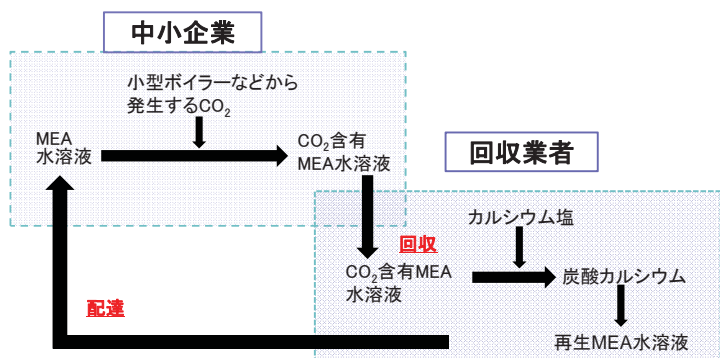 中小企業
小型ボイラーなどから
発生するCO₂
MEA
水溶液
CO₂含有
MEA水溶液
回収業者
回収
カルシウム塩
CO₂含有MEA
水溶液
炭酸カルシウム
配達
再生MEA水溶液